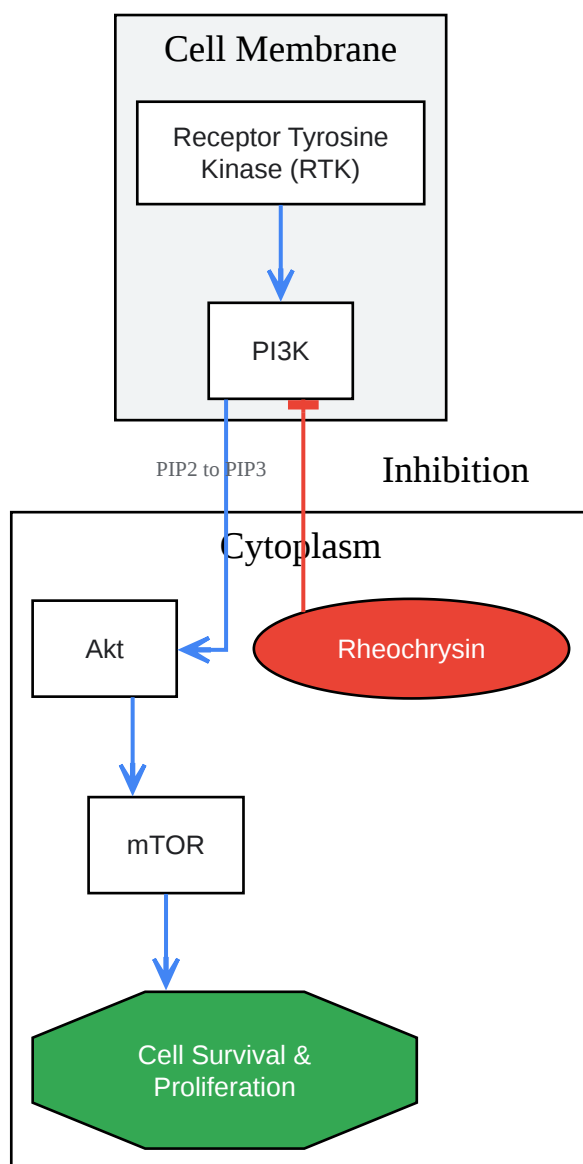 Cell Membrane
Receptor Tyrosine
Kinase (RTK)
PI3K
PIP2 to PIP3
Inhibition
Cytoplasm
Akt
Rheochrysin
mTOR
Cell Survival &
Proliferation